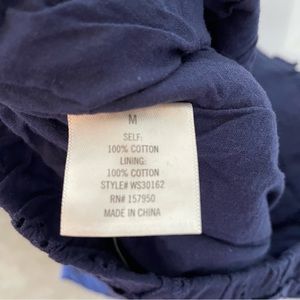 M
SELF:
100% COTTON
LINING:
100% COTTON
STYLE# WS30162
RN# 157950
MADE IN CHINA